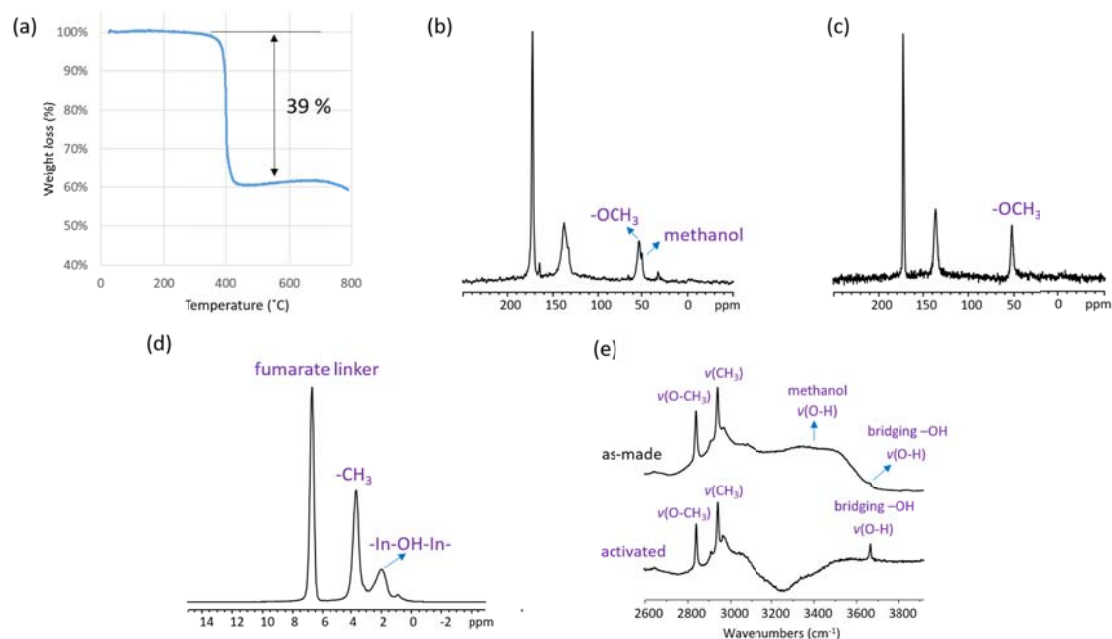 (a)
100%
90%
80%
70%
60%
50%
40%
39 %
Weight loss (%)
0 200 400 600 800
Temperature (˚C)
(b)
-OCH3
methanol
200 150 100 50 0 ppm
(c)
-OCH3
200 150 100 50 0 ppm
(d)
fumarate linker
-CH3
-In-OH-In-
15 14 12 10 8 6 4 2 0 -2 ppm
(e)
v(CH3)
v(O-CH3)
methanol
v(O-H)
bridging –OH
v(O-H)
as-made
v(CH3)
v(O-CH3)
bridging –OH
v(O-H)
activated
2600 2800 3000 3200 3400 3600 3800
Wavenumbers (cm-1)